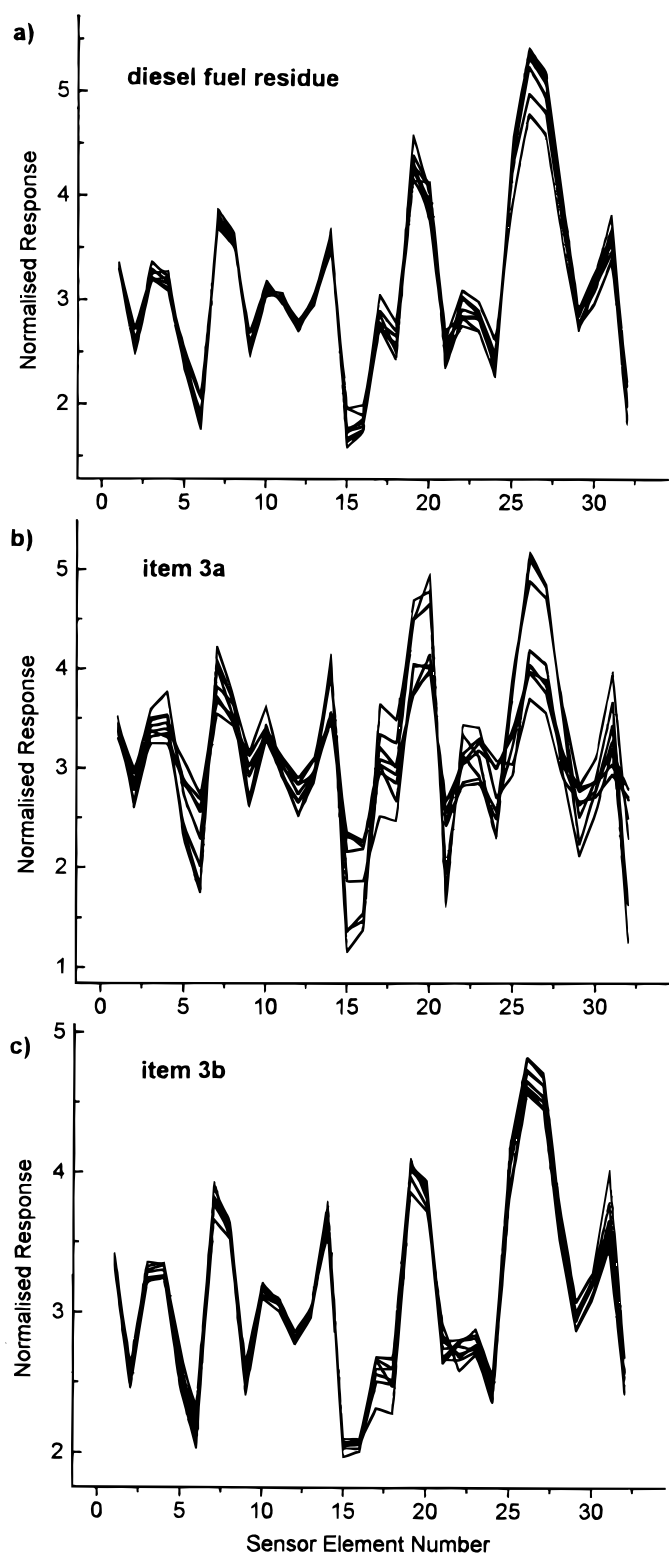 a)
diesel fuel residue
5
4
3
2
Normalised Response
0 5 10 15 20 25 30
b)
item 3a
5
4
3
2
1
Normalised Response
0 5 10 15 20 25 30
c)
item 3b
5
4
3
2
Normalised Response
0 5 10 15 20 25 30
Sensor Element Number